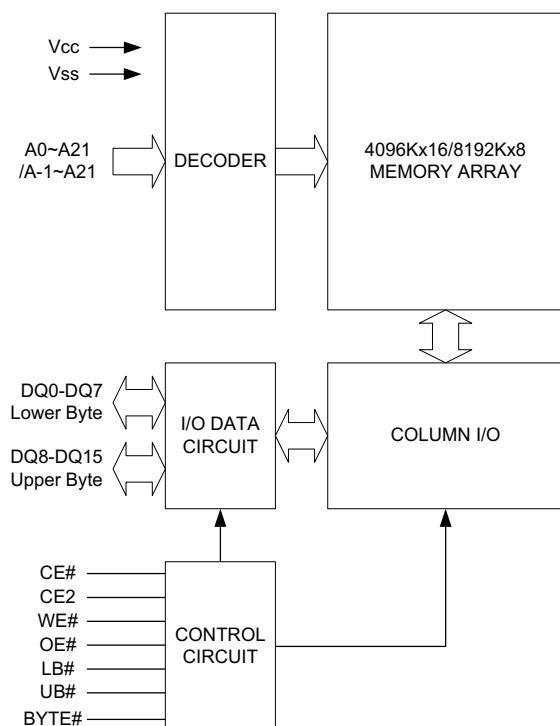 Vcc
Vss
A0~A21
/A-1~A21
DECODER
4096Kx16/8192Kx8
MEMORY ARRAY
DQ0-DQ7
Lower Byte
DQ8-DQ15
Upper Byte
I/O DATA
CIRCUIT
COLUMN I/O
CE#
CE2
WE#
OE#
LB#
UB#
BYTE#
CONTROL
CIRCUIT